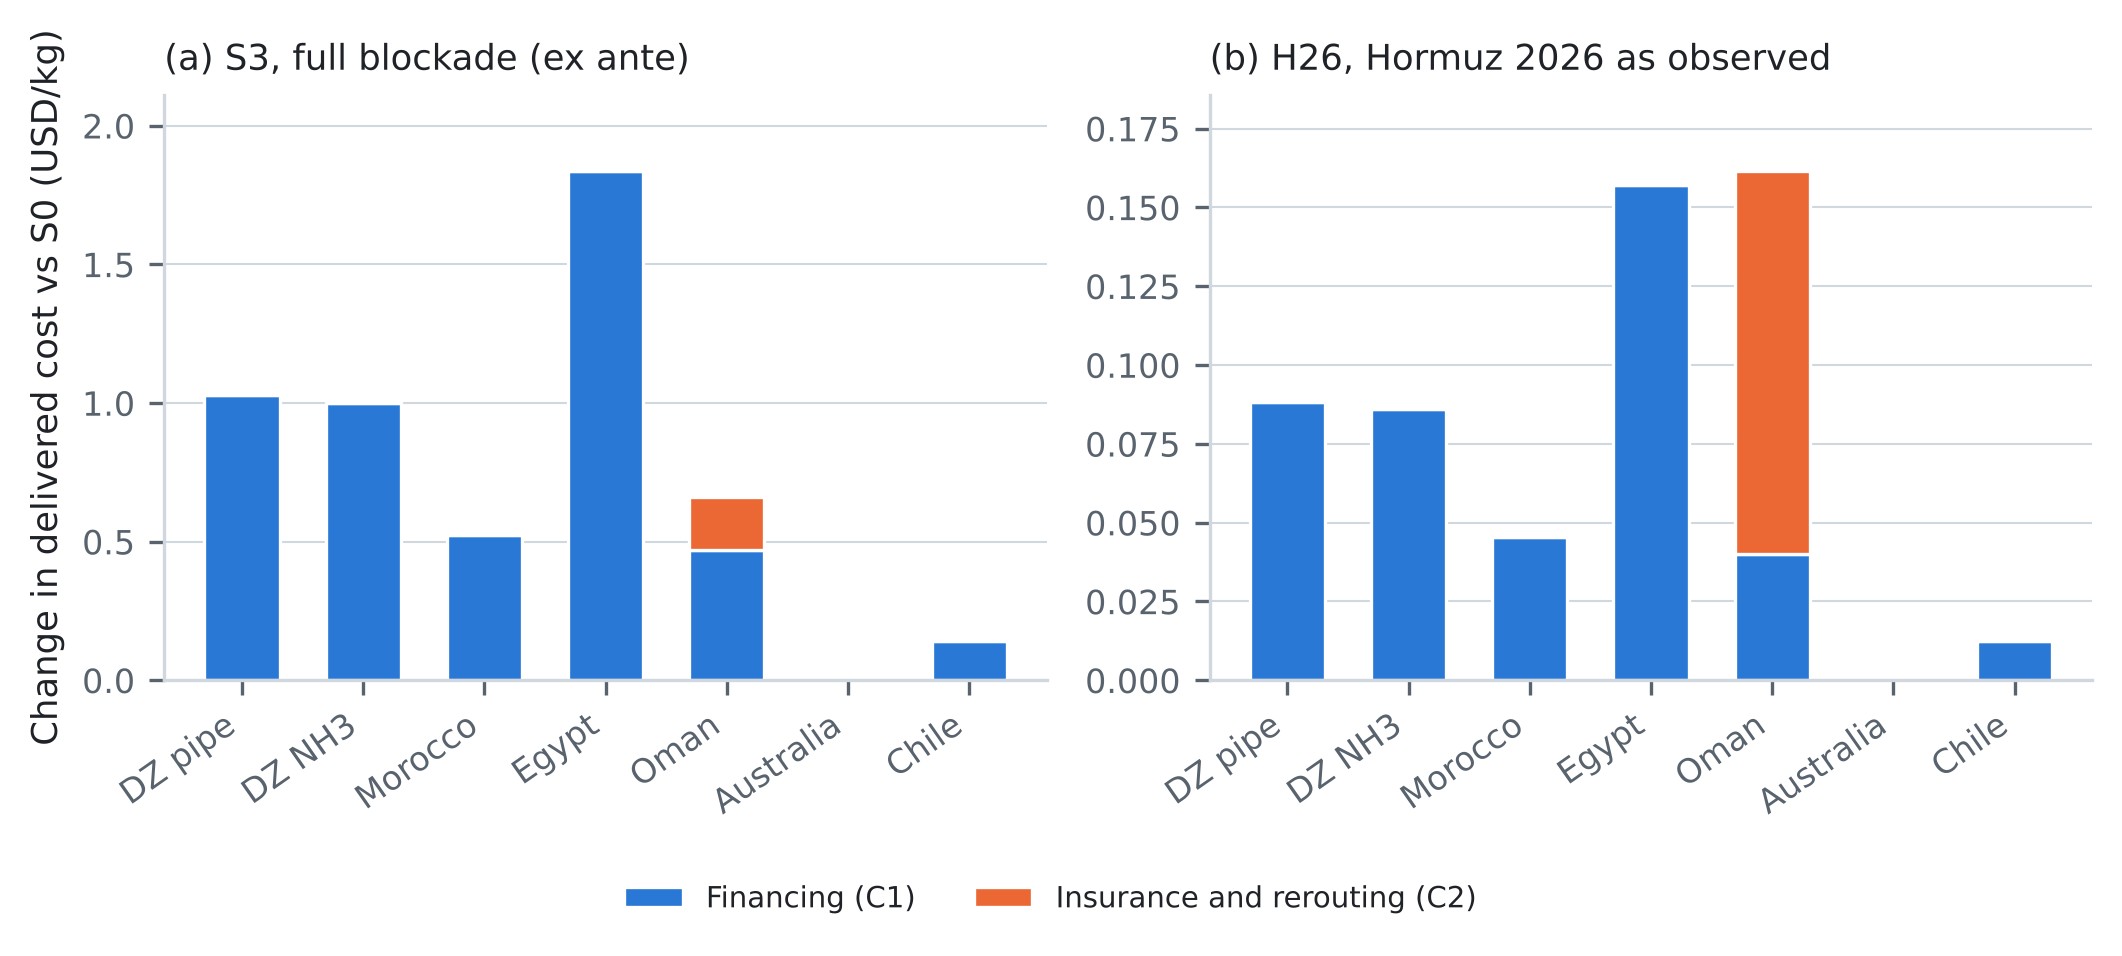 (a) S3, full blockade (ex ante)
Change in delivered cost vs S0 (USD/kg)
2.0
1.5
1.0
0.5
0.0
DZ pipe
DZ NH3
Morocco
Egypt
Oman
Australia
Chile
(b) H26, Hormuz 2026 as observed
0.175
0.150
0.125
0.100
0.075
0.050
0.025
0.000
DZ pipe
DZ NH3
Morocco
Egypt
Oman
Australia
Chile
Financing (C1)
Insurance and rerouting (C2)